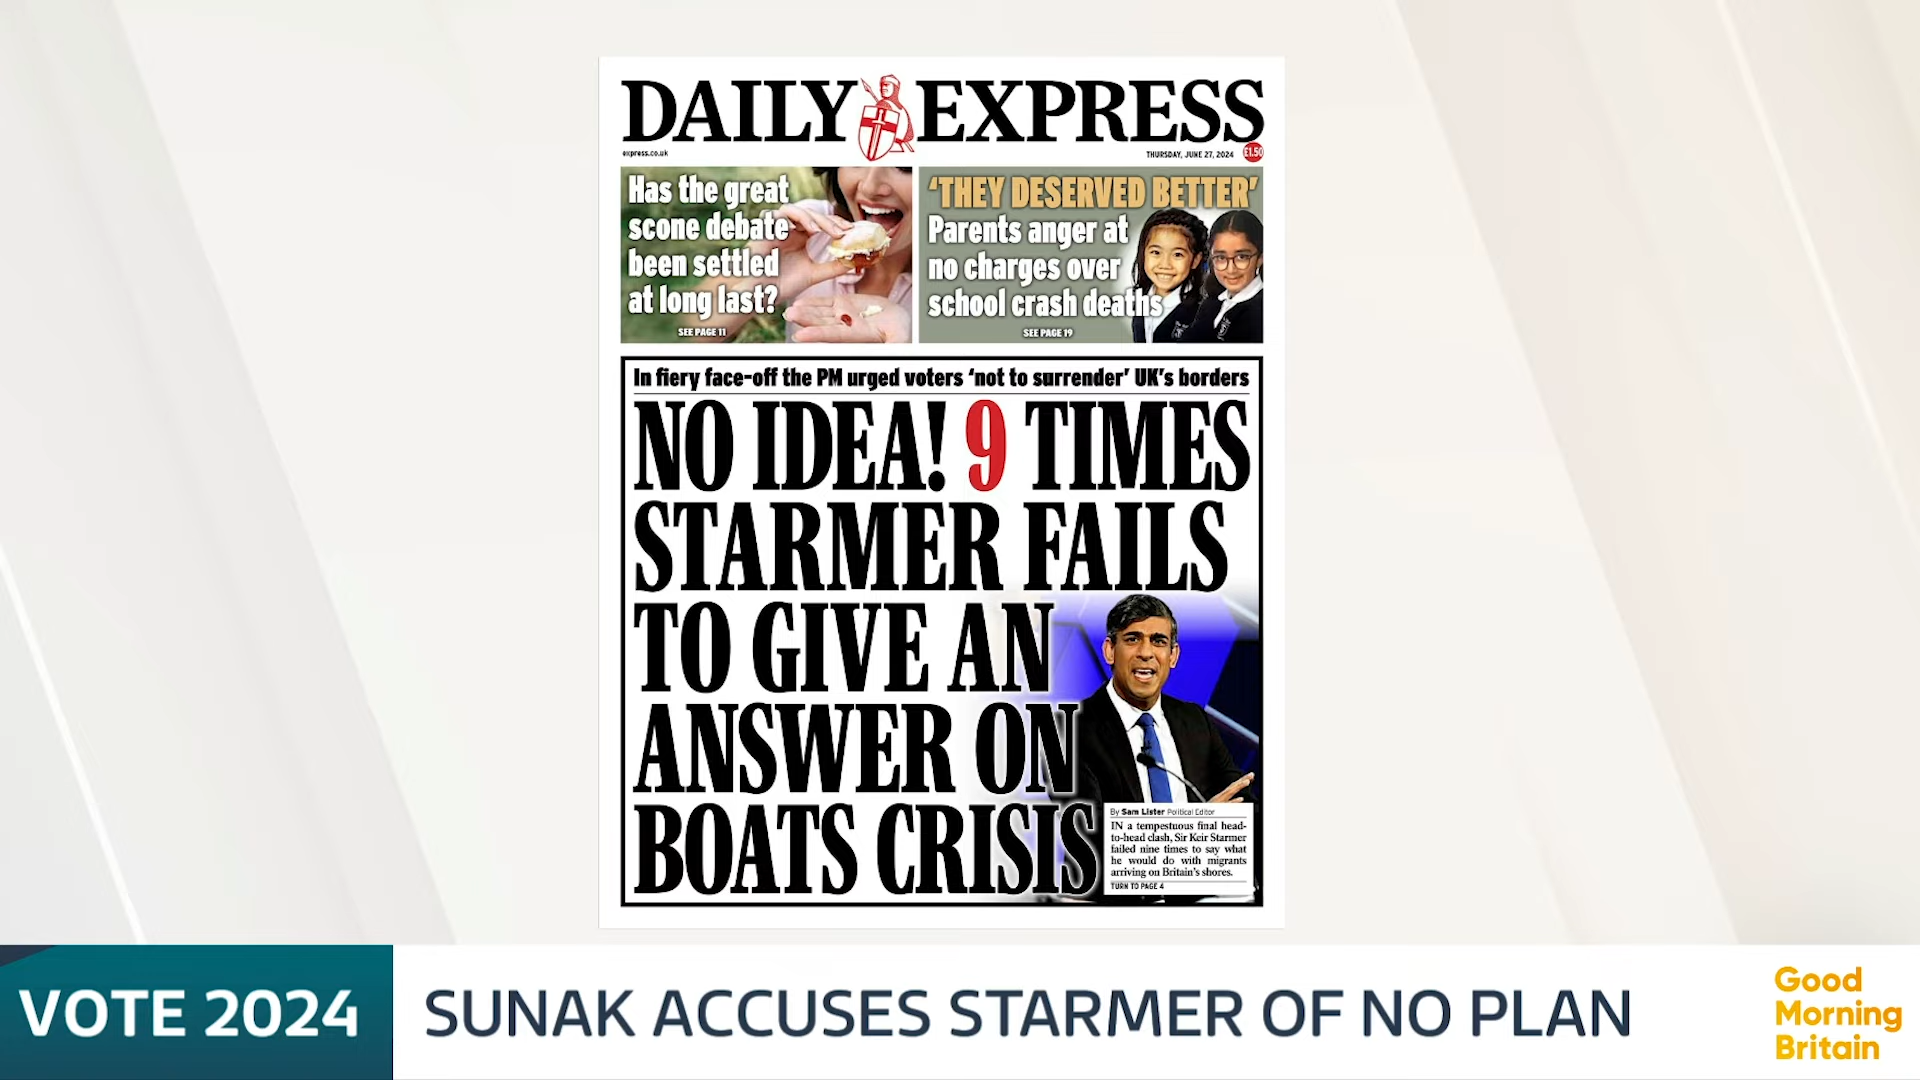 DAILY EXPRESS
express.co.uk
THURSDAY, JUNE 27, 2024
£1.50
Has the great
scone debate
been settled
at long last?
SEE PAGE 11
‘THEY DESERVED BETTER’
Parents anger at
no charges over
school crash deaths
SEE PAGE 19
In fiery face-off the PM urged voters ‘not to surrender’ UK’s borders
NO IDEA! 9 TIMES
STARMER FAILS
TO GIVE AN
ANSWER ON
BOATS CRISIS
By Sam Lister Political Editor
IN a tempestuous final head-
to-head clash, Sir Keir Starmer
failed nine times to say what
he would do with migrants
arriving on Britain’s shores.
TURN TO PAGE 4
VOTE 2024
SUNAK ACCUSES STARMER OF NO PLAN
Good
Morning
Britain